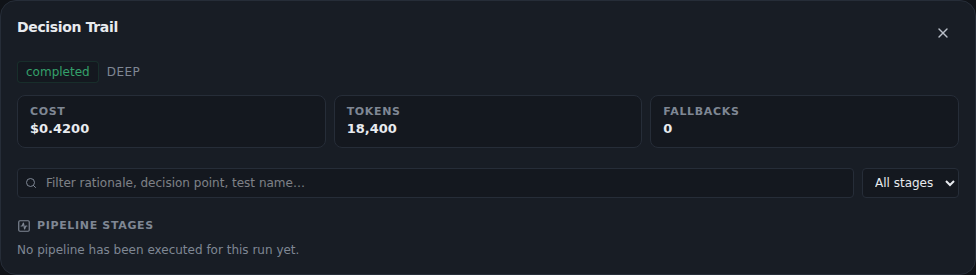 Decision Trail
completed DEEP
COST
$0.4200
TOKENS
18,400
FALLBACKS
0
Filter rationale, decision point, test name...
All stages
PIPELINE STAGES
No pipeline has been executed for this run yet.